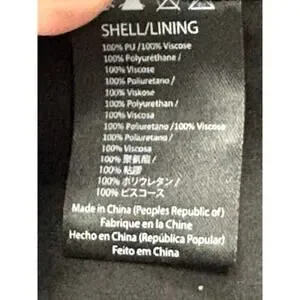 SHELL/LINING
100% PU /100% Viscose
100% Polyuréthane /
100% Viscose
100% Poliuretano /
100% Viskose
100% Polyurethan /
100% Viscosa
100% Poliuretano /100% Viscose
100% Poliuretano /
100% Viscosa
100% 聚氨酯 /
100% 粘膠
100% ポリウレタン /
100% ビスコース
Made in China (Peoples Republic of)
Fabrique en la Chine
Hecho en China (República Popular)
Feito em China